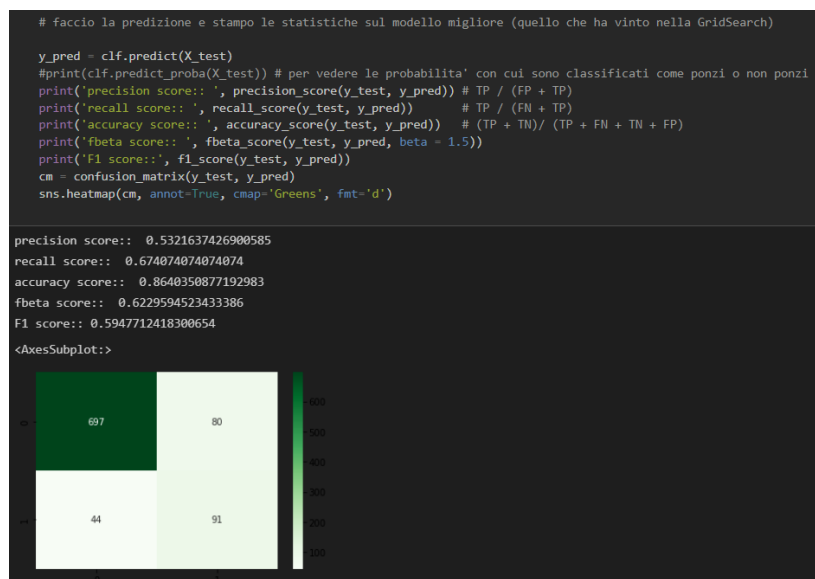 # faccio la predizione e stampo le statistiche sul modello migliore (quello che ha vinto nella GridSearch)
y_pred = clf.predict(X_test)
#print(clf.predict_proba(X_test)) # per vedere le probabilita' con cui sono classificati come ponzi o non ponzi
print('precision score:: ', precision_score(y_test, y_pred)) # TP / (FP + TP)
print('recall score:: ', recall_score(y_test, y_pred)) # TP / (FN + TP)
print('accuracy score:: ', accuracy_score(y_test, y_pred)) # (TP + TN)/ (TP + FN + TN + FP)
print('fbeta score:: ', fbeta_score(y_test, y_pred, beta = 1.5))
print('F1 score::', f1_score(y_test, y_pred))
cm = confusion_matrix(y_test, y_pred)
sns.heatmap(cm, annot=True, cmap='Greens', fmt='d')
precision score::  0.5321637426900585
recall score::  0.674074074074074
accuracy score::  0.8640350877192983
fbeta score::  0.6229594523433386
F1 score:: 0.5947712418300654
<AxesSubplot:>
600
0 697 80
500
400
300
1 44 91 200
100